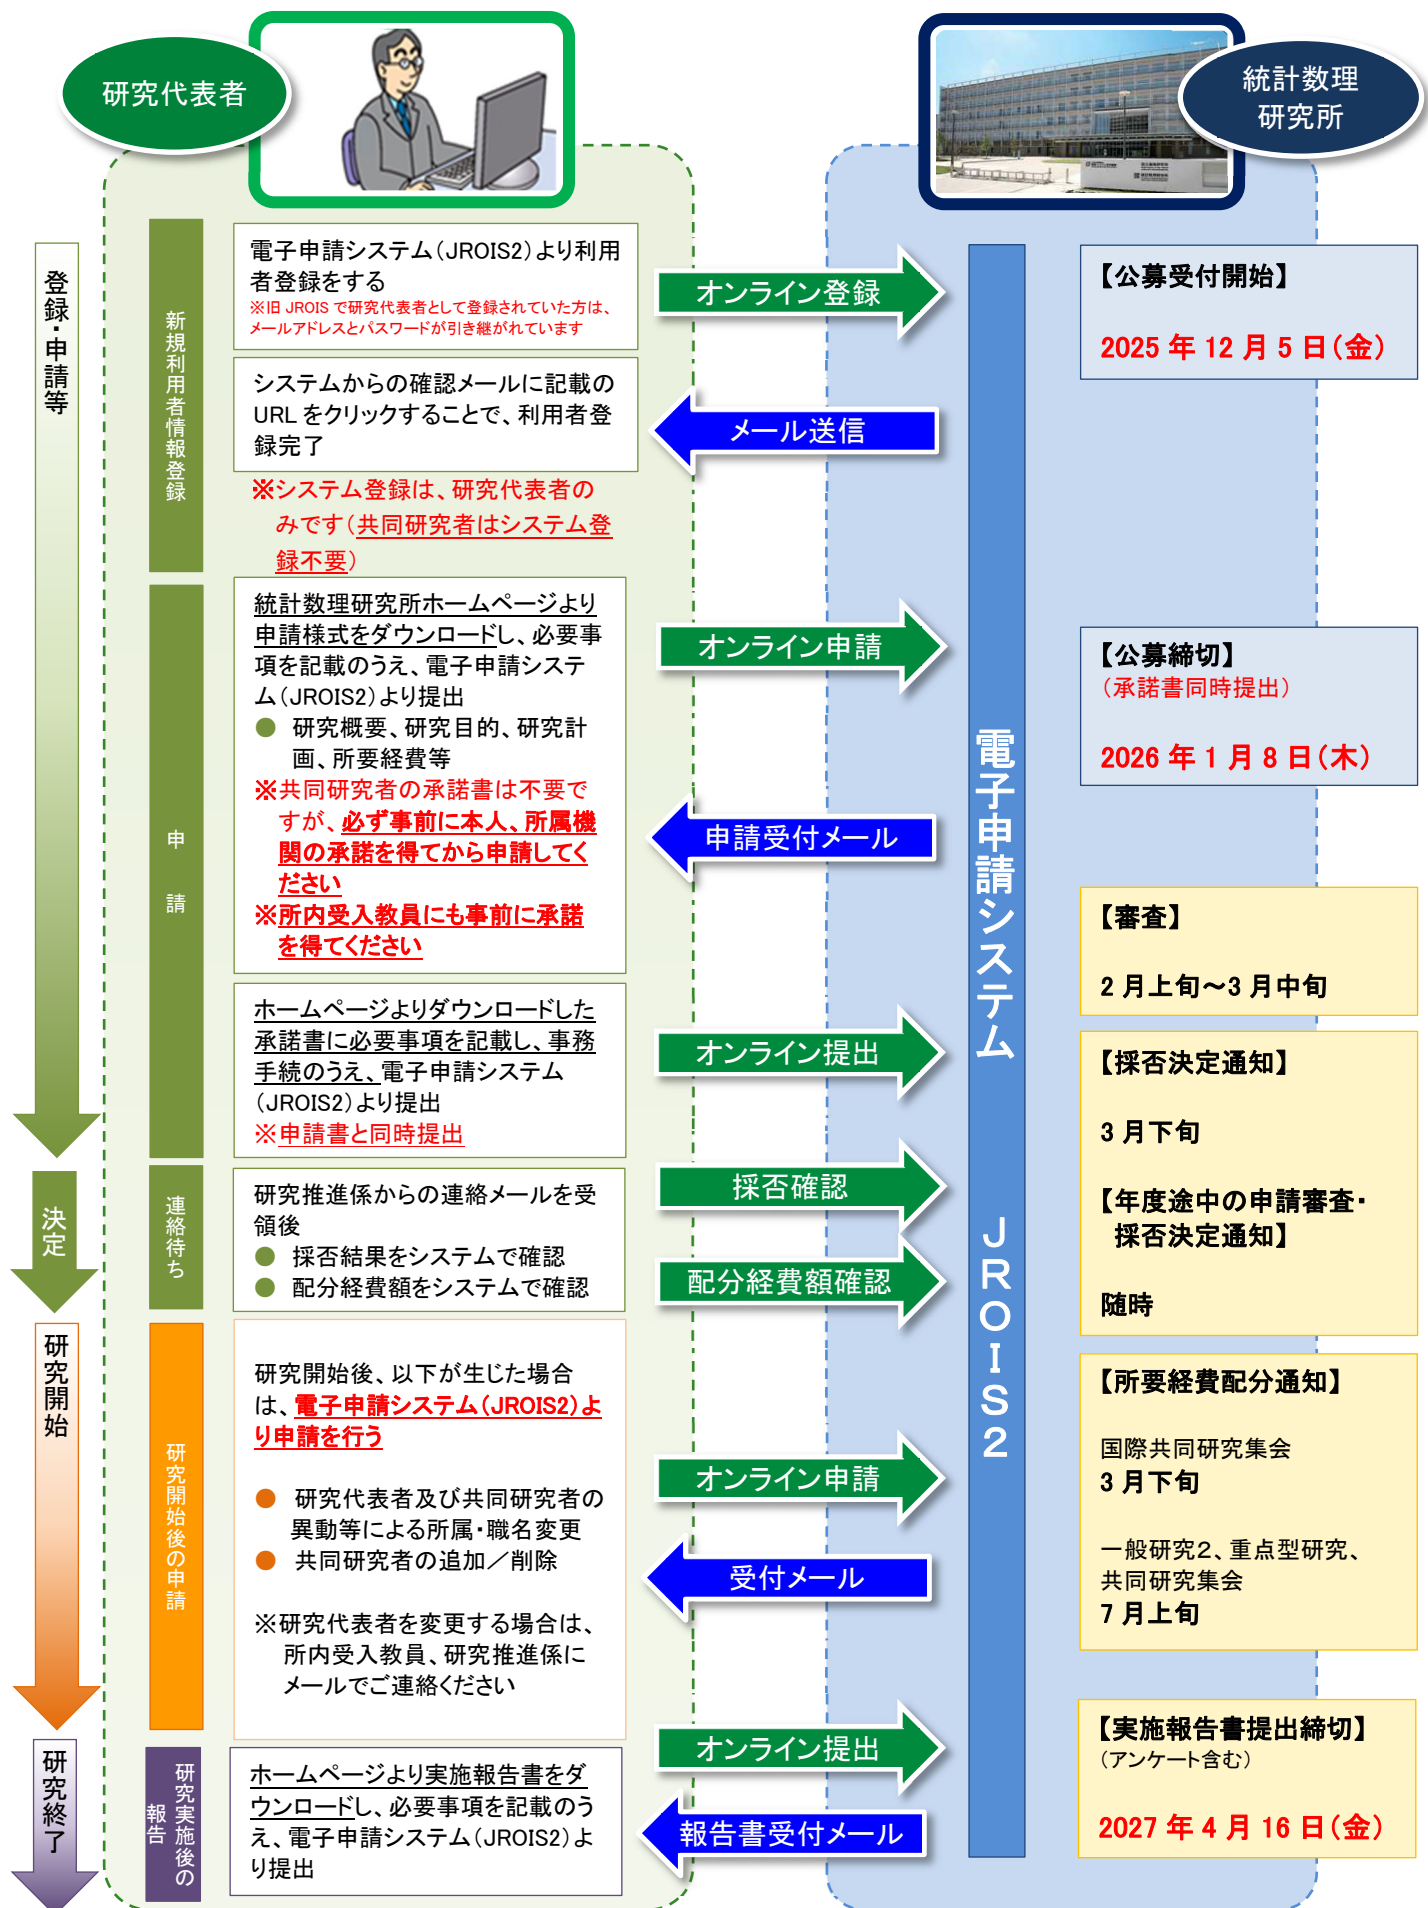 研究代表者
統計数理
研究所
登録・申請等
新規利用者情報登録
電子申請システム（JROIS2）より利用
者登録をする
※旧 JROIS で研究代表者として登録されていた方は、
メールアドレスとパスワードが引き継がれています
オンライン登録
【公募受付開始】
2025 年 12 月 5 日（金）
システムからの確認メールに記載の
URL をクリックすることで、利用者登
録完了
メール送信
※システム登録は、研究代表者の
みです（共同研究者はシステム登
録不要）
電子申請システム　JROIS2
申請
統計数理研究所ホームページより
申請様式をダウンロードし、必要事
項を記載のうえ、電子申請システ
ム（JROIS2）より提出
● 研究概要、研究目的、研究計
画、所要経費等
※共同研究者の承諾書は不要で
すが、必ず事前に本人、所属機
関の承諾を得てから申請してく
ださい
※所内受入教員にも事前に承諾
を得てください
オンライン申請
申請受付メール
【公募締切】
（承諾書同時提出）
2026 年 1 月 8 日（木）
【審査】
2 月上旬～3 月中旬
ホームページよりダウンロードした
承諾書に必要事項を記載し、事務
手続のうえ、電子申請システム
（JROIS2）より提出
※申請書と同時提出
オンライン提出
【採否決定通知】
3 月下旬
【年度途中の申請審査・
採否決定通知】
随時
決定
連絡待ち
研究推進係からの連絡メールを受
領後
● 採否結果をシステムで確認
● 配分経費額をシステムで確認
採否確認
配分経費額確認
研究開始
研究開始後の申請
研究開始後、以下が生じた場合
は、電子申請システム（JROIS2）よ
り申請を行う
● 研究代表者及び共同研究者の
異動等による所属・職名変更
● 共同研究者の追加／削除
※研究代表者を変更する場合は、
所内受入教員、研究推進係に
メールでご連絡ください
オンライン申請
受付メール
【所要経費配分通知】
国際共同研究集会
3 月下旬
一般研究２、重点型研究、
共同研究集会
7 月上旬
研究終了
研究実施後の
報告
ホームページより実施報告書をダ
ウンロードし、必要事項を記載のう
え、電子申請システム（JROIS2）よ
り提出
オンライン提出
報告書受付メール
【実施報告書提出締切】
（アンケート含む）
2027 年 4 月 16 日（金）